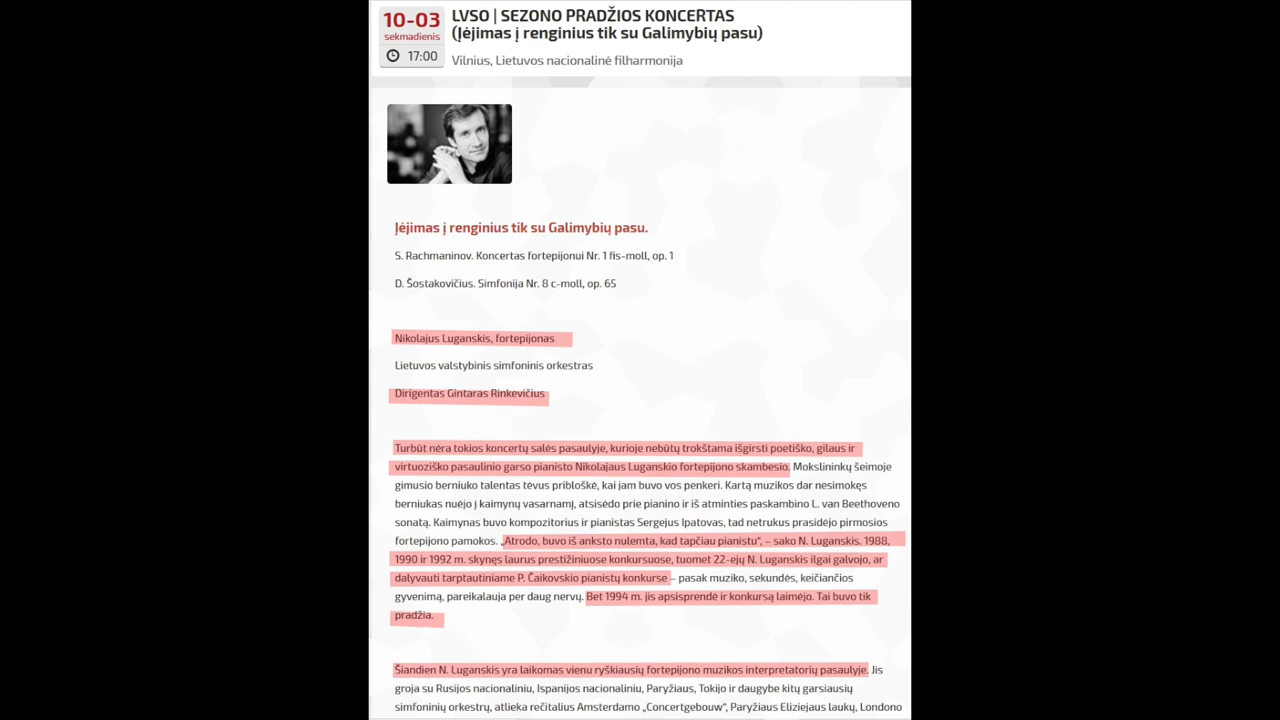 10-03
sekmadienis
17:00
LVSO | SEZONO PRADŽIOS KONCERTAS
(Įėjimas į renginius tik su Galimybių pasu)
Vilnius, Lietuvos nacionalinė filharmonija
Įėjimas į renginius tik su Galimybių pasu.
S. Rachmaninov. Koncertas fortepijonui Nr. 1 fis-moll, op. 1
D. Šostakovičius. Simfonija Nr. 8 c-moll, op. 65
Nikolajus Luganskis, fortepijonas
Lietuvos valstybinis simfoninis orkestras
Dirigentas Gintaras Rinkevičius
Turbūt nėra tokios koncertų salės pasaulyje, kurioje nebūtų trokštama išgirsti poetiško, gilaus ir
virtuoziško pasaulinio garso pianisto Nikolajaus Luganskio fortepijono skambesio. Mokslininkų šeimoje
gimusio berniuko talentas tėvus pribloškė, kai jam buvo vos penkeri. Kartą muzikos dar nesimokęs
berniukas nuėjo į kaimynų vasarnamį, atsisėdo prie pianino ir iš atminties paskambino L. van Beethoveno
sonatą. Kaimynas buvo kompozitorius ir pianistas Sergejus Ipatovas, tad netrukus prasidėjo pirmosios
fortepijono pamokos. „Atrodo, buvo iš anksto nulemta, kad tapčiau pianistu“, – sako N. Luganskis. 1988,
1990 ir 1992 m. skynęs laurus prestižiniuose konkursuose, tuomet 22-ejų N. Luganskis ilgai galvojo, ar
dalyvauti tarptautiniame P. Čaikovskio pianistų konkurse – pasak muziko, sekundės, keičiančios
gyvenimą, pareikalauja per daug nervų. Bet 1994 m. jis apsisprendė ir konkursą laimėjo. Tai buvo tik
pradžia.
Šiandien N. Luganskis yra laikomas vienu ryškiausių fortepijono muzikos interpretatorių pasaulyje. Jis
groja su Rusijos nacionaliniu, Ispanijos nacionaliniu, Paryžiaus, Tokijo ir daugybe kitų garsiausių
simfoninių orkestrų, atlieka rečitalius Amsterdamo „Concertgebouw“, Paryžiaus Eliziejaus laukų, Londono